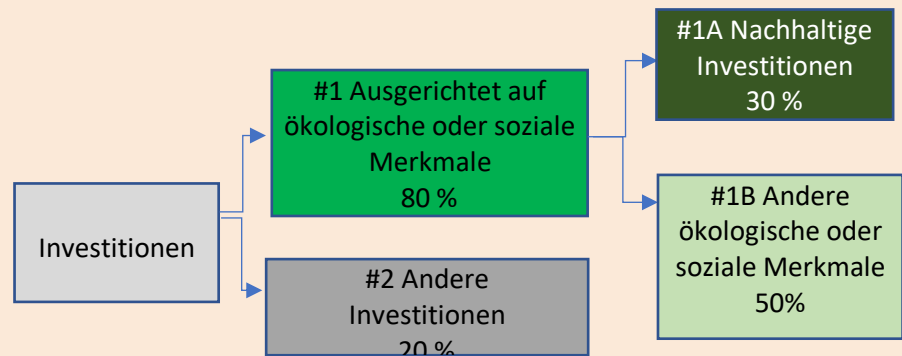 Investitionen
#1 Ausgerichtet auf
ökologische oder soziale
Merkmale
80 %
#2 Andere
Investitionen
20 %
#1A Nachhaltige
Investitionen
30 %
#1B Andere
ökologische oder
soziale Merkmale
50%